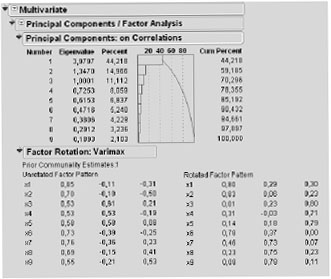 Multivariate
Principal Components / Factor Analysis
Principal Components: on Correlations
Number Eigenvalue Percent 20 40 60 80 Cum Percent
1 3,9797 44,218 44,218
2 1,3470 14,966 59,185
3 1,0001 11,112 70,296
4 0,7253 8,059 78,355
5 0,6153 6,837 85,192
6 0,4716 5,240 90,432
7 0,3806 4,229 94,661
8 0,2912 3,236 97,897
9 0,1893 2,103 100,000
Factor Rotation: Varimax
Prior Communality Estimates:1
Unrotated Factor Pattern Rotated Factor Pattern
x1 0,85 -0,11 -0,31 x1 0,80 0,29 0,30
x2 0,70 -0,19 -0,50 x2 0,83 0,08 0,23
x3 0,53 0,61 0,21 x3 0,81 0,23 0,80
x4 0,53 0,53 -0,19 x4 0,31 -0,03 0,71
x5 0,59 0,59 0,08 x5 0,14 0,18 0,79
x6 0,73 -0,39 -0,25 x6 0,78 0,37 0,00
x7 0,76 -0,36 0,23 x7 0,46 0,73 0,07
x8 0,69 -0,15 0,41 x8 0,23 0,75 0,23
x9 0,55 -0,21 0,53 x9 0,09 0,79 0,11